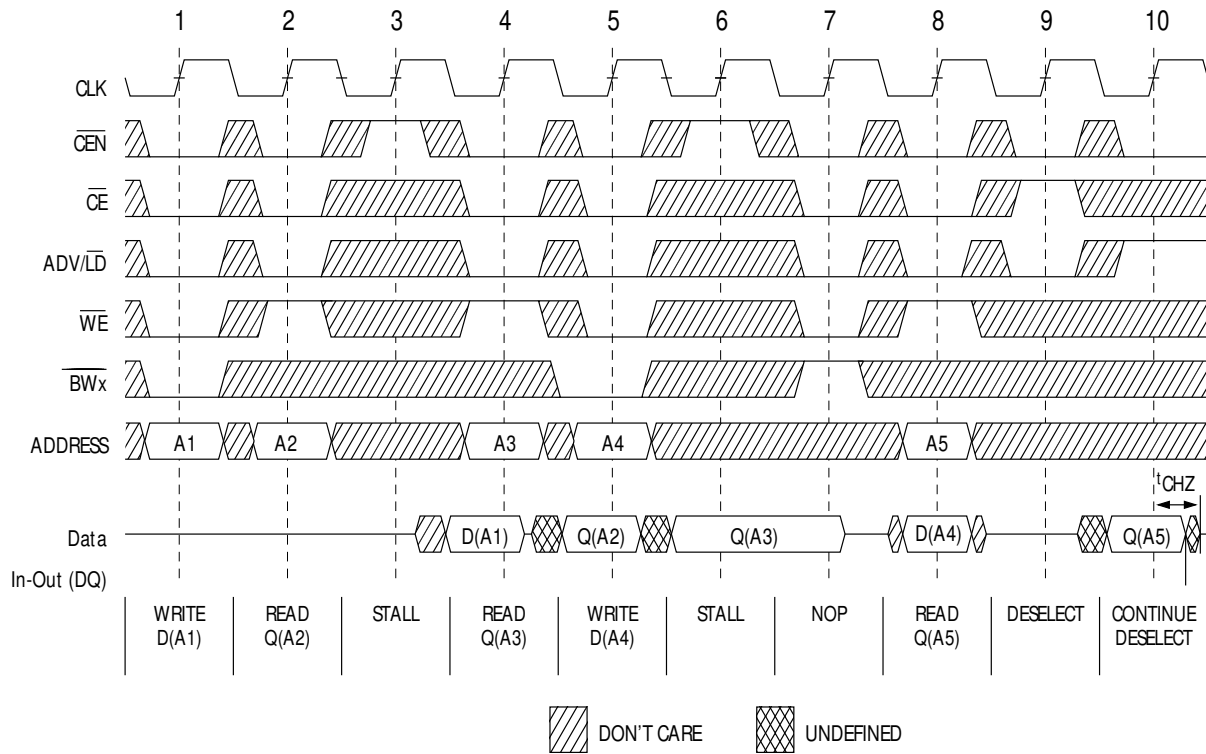 1 2 3 4 5 6 7 8 9 10
CLK
CEN
CE
ADV/LD
WE
BWx
ADDRESS A1 A2 A3 A4 A5
tCHZ
Data D(A1) Q(A2) Q(A3) D(A4) Q(A5)
In-Out (DQ)
WRITE READ STALL READ WRITE STALL NOP READ DESELECT CONTINUE
D(A1) Q(A2) Q(A3) D(A4) Q(A5) DESELECT
DON'T CARE UNDEFINED